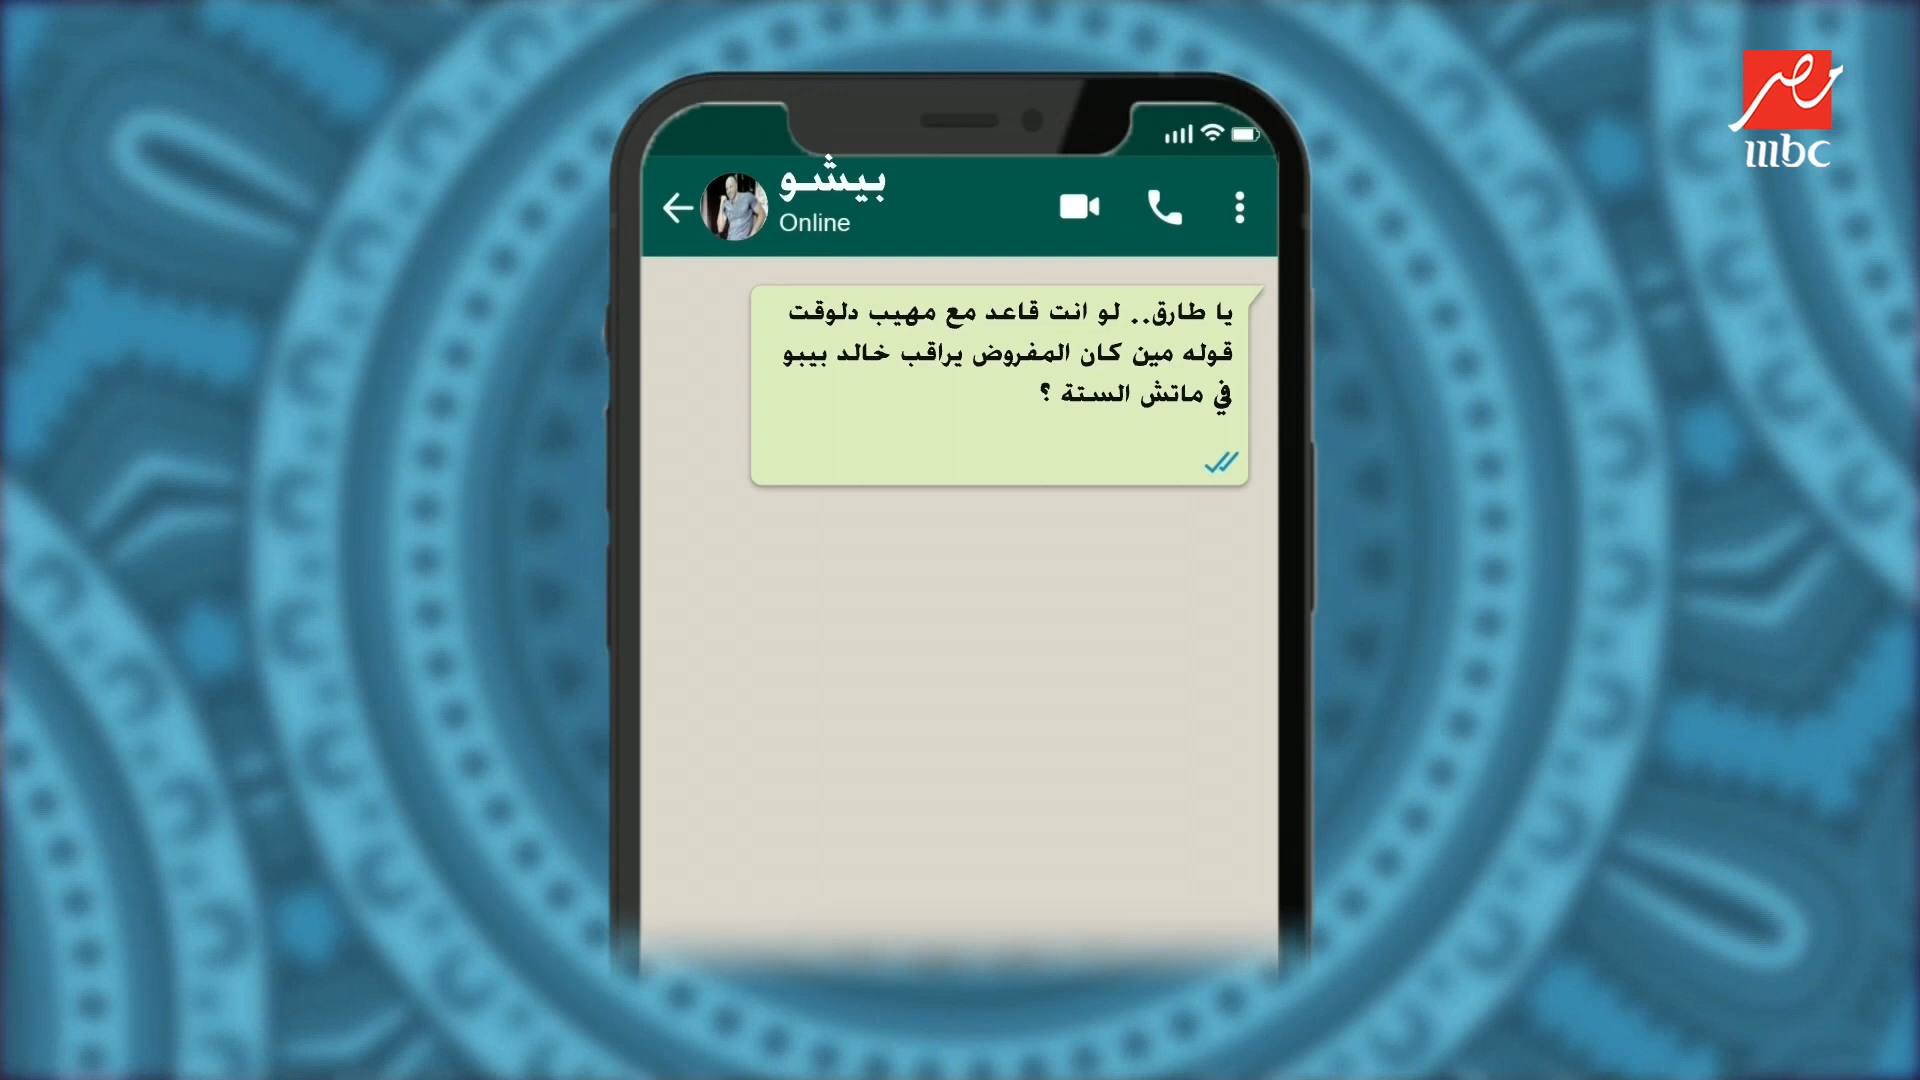 مصر
mbc
بيشو
Online
يا طارق.. لو انت قاعد مع مهيب دلوقت
قوله مين كان المفروض يراقب خالد بيبو
في ماتش الستة ؟